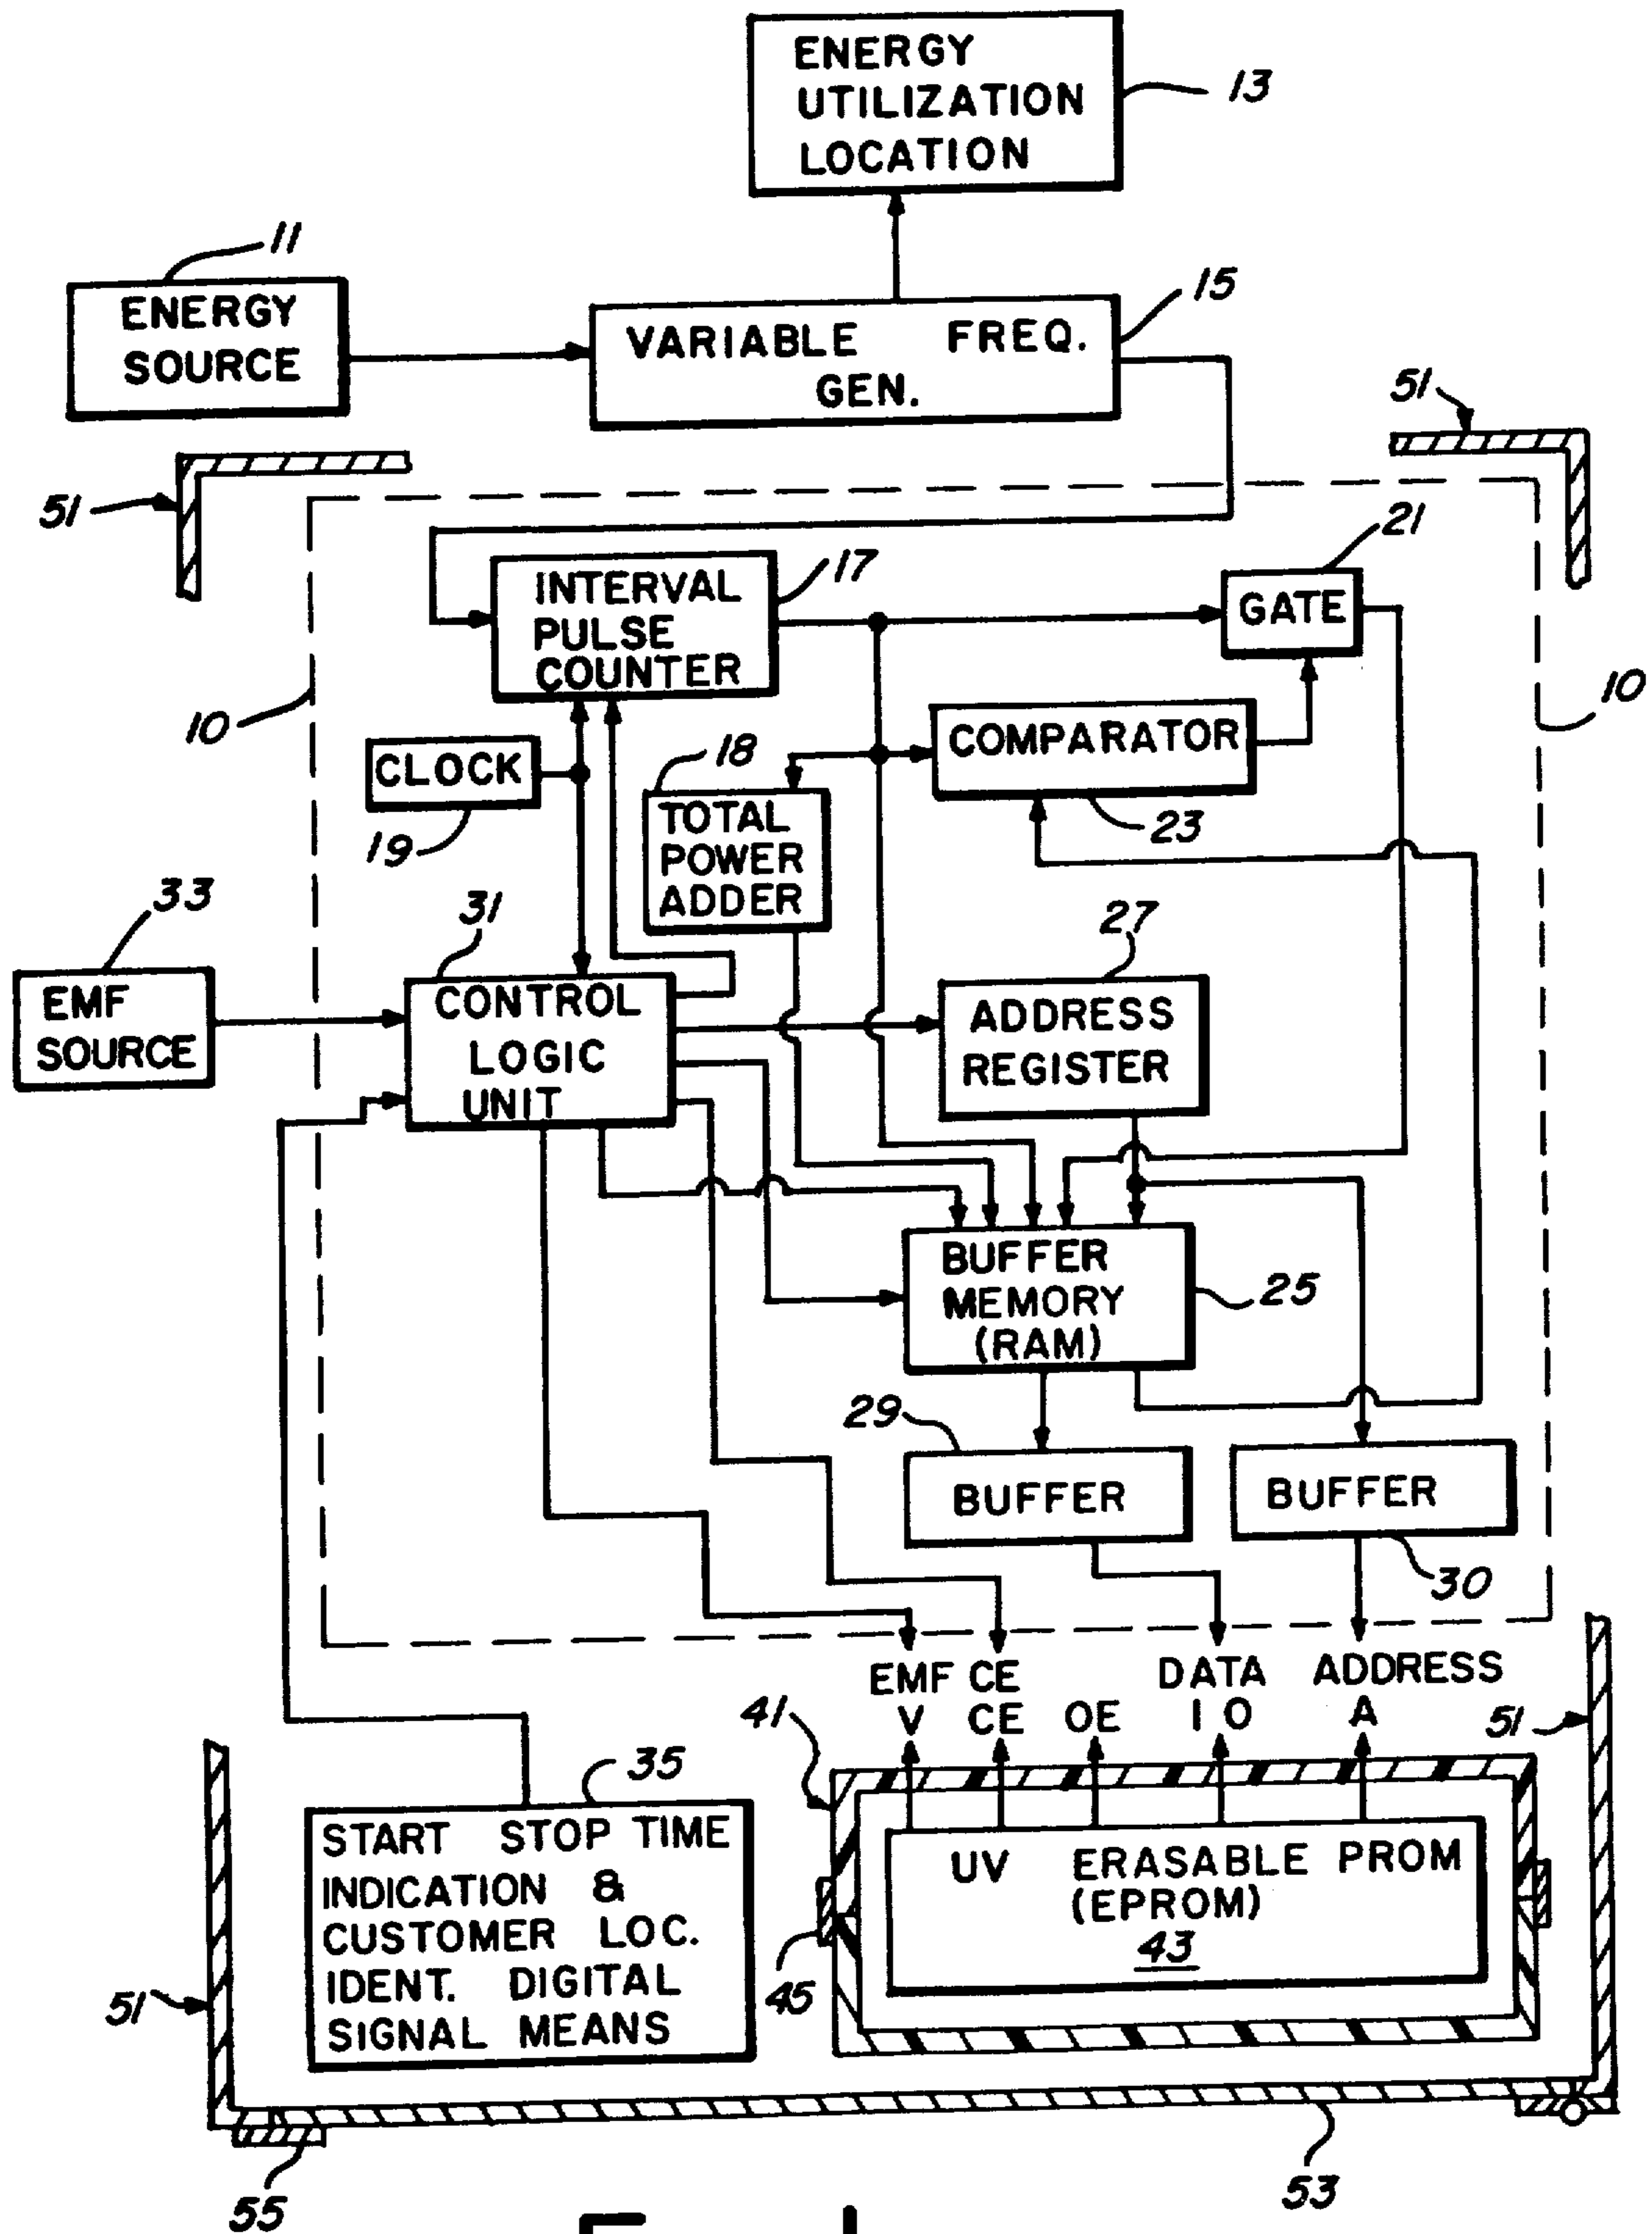 ENERGY
UTILIZATION
LOCATION
13
11
ENERGY
SOURCE
15
VARIABLE FREQ.
GEN.
51
51
21
17
INTERVAL
PULSE
COUNTER
GATE
10
10
18
COMPARATOR
CLOCK
23
19
TOTAL
POWER
ADDER
33
31
27
EMF
SOURCE
CONTROL
LOGIC
UNIT
ADDRESS
REGISTER
BUFFER
MEMORY
(RAM)
25
29
BUFFER
BUFFER
30
EMF CE DATA ADDRESS
V CE OE I O A
41
51
35
START STOP TIME
INDICATION &
CUSTOMER LOC.
IDENT. DIGITAL
SIGNAL MEANS
UV ERASABLE PROM
(EPROM)
43
45
51
55
53